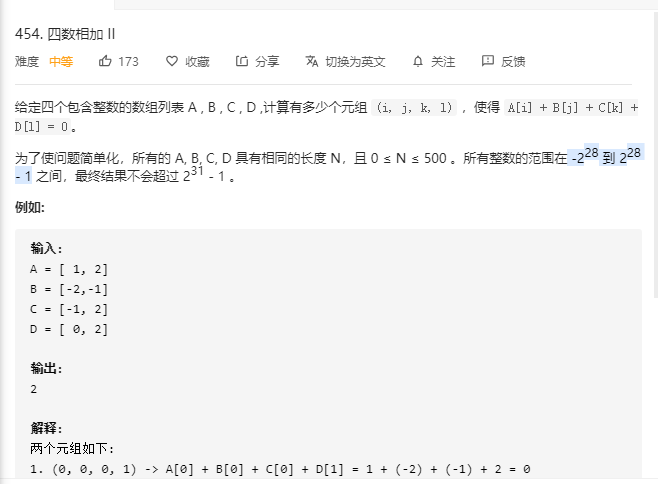 454. 四数相加 II
难度 中等 173 收藏 分享 切换为英文 关注 反馈
给定四个包含整数的数组列表 A , B , C , D ,计算有多少个元组 (i, j, k, l) ，使得 A[i] + B[j] + C[k] +
D[l] = 0。
为了使问题简单化，所有的 A, B, C, D 具有相同的长度 N，且 0 ≤ N ≤ 500 。所有整数的范围在 -2²⁸ 到 2²⁸
- 1 之间，最终结果不会超过 2³¹ - 1 。
例如:
输入:
A = [ 1, 2]
B = [-2,-1]
C = [-1, 2]
D = [ 0, 2]
输出:
2
解释:
两个元组如下:
1. (0, 0, 0, 1) -> A[0] + B[0] + C[0] + D[1] = 1 + (-2) + (-1) + 2 = 0